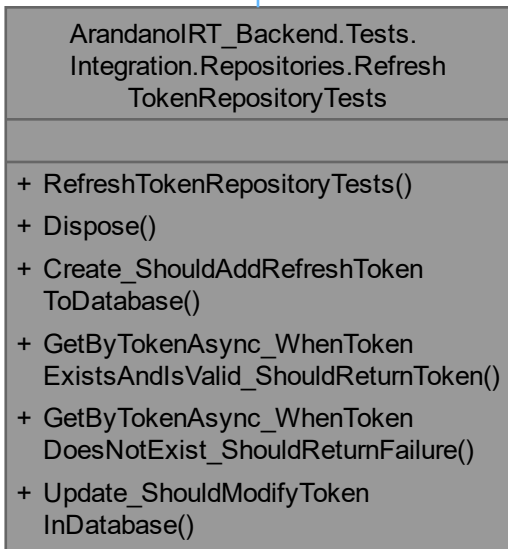 ArandanoIRT_Backend.Tests.
Integration.Repositories.Refresh
TokenRepositoryTests
+ RefreshTokenRepositoryTests()
+ Dispose()
+ Create_ShouldAddRefreshToken
ToDatabase()
+ GetByTokenAsync_WhenToken
ExistsAndIsValid_ShouldReturnToken()
+ GetByTokenAsync_WhenToken
DoesNotExist_ShouldReturnFailure()
+ Update_ShouldModifyToken
InDatabase()